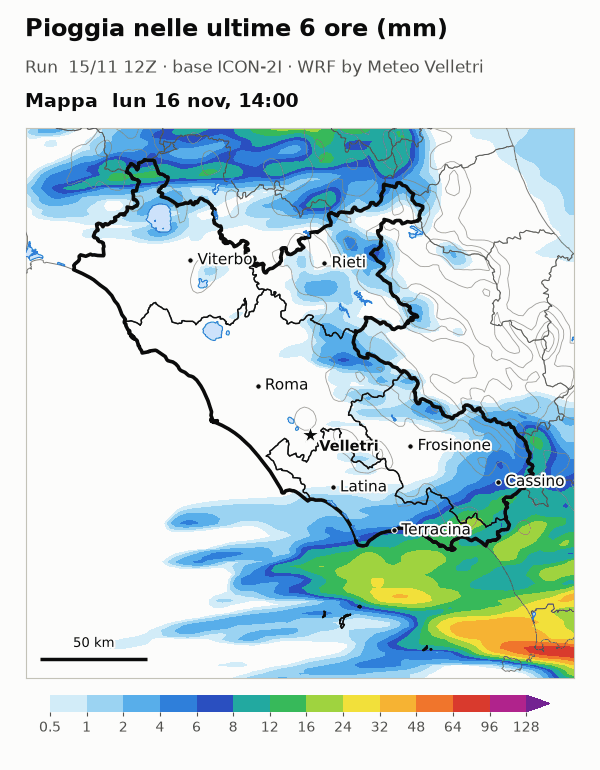 Pioggia nelle ultime 6 ore (mm)
Run  15/11 12Z · base ICON-2I · WRF by Meteo Velletri
Mappa  lun 16 nov, 14:00
Viterbo
Rieti
Roma
Velletri
Frosinone
Cassino
Latina
Terracina
50 km
0.5 1 2 4 6 8 12 16 24 32 48 64 96 128